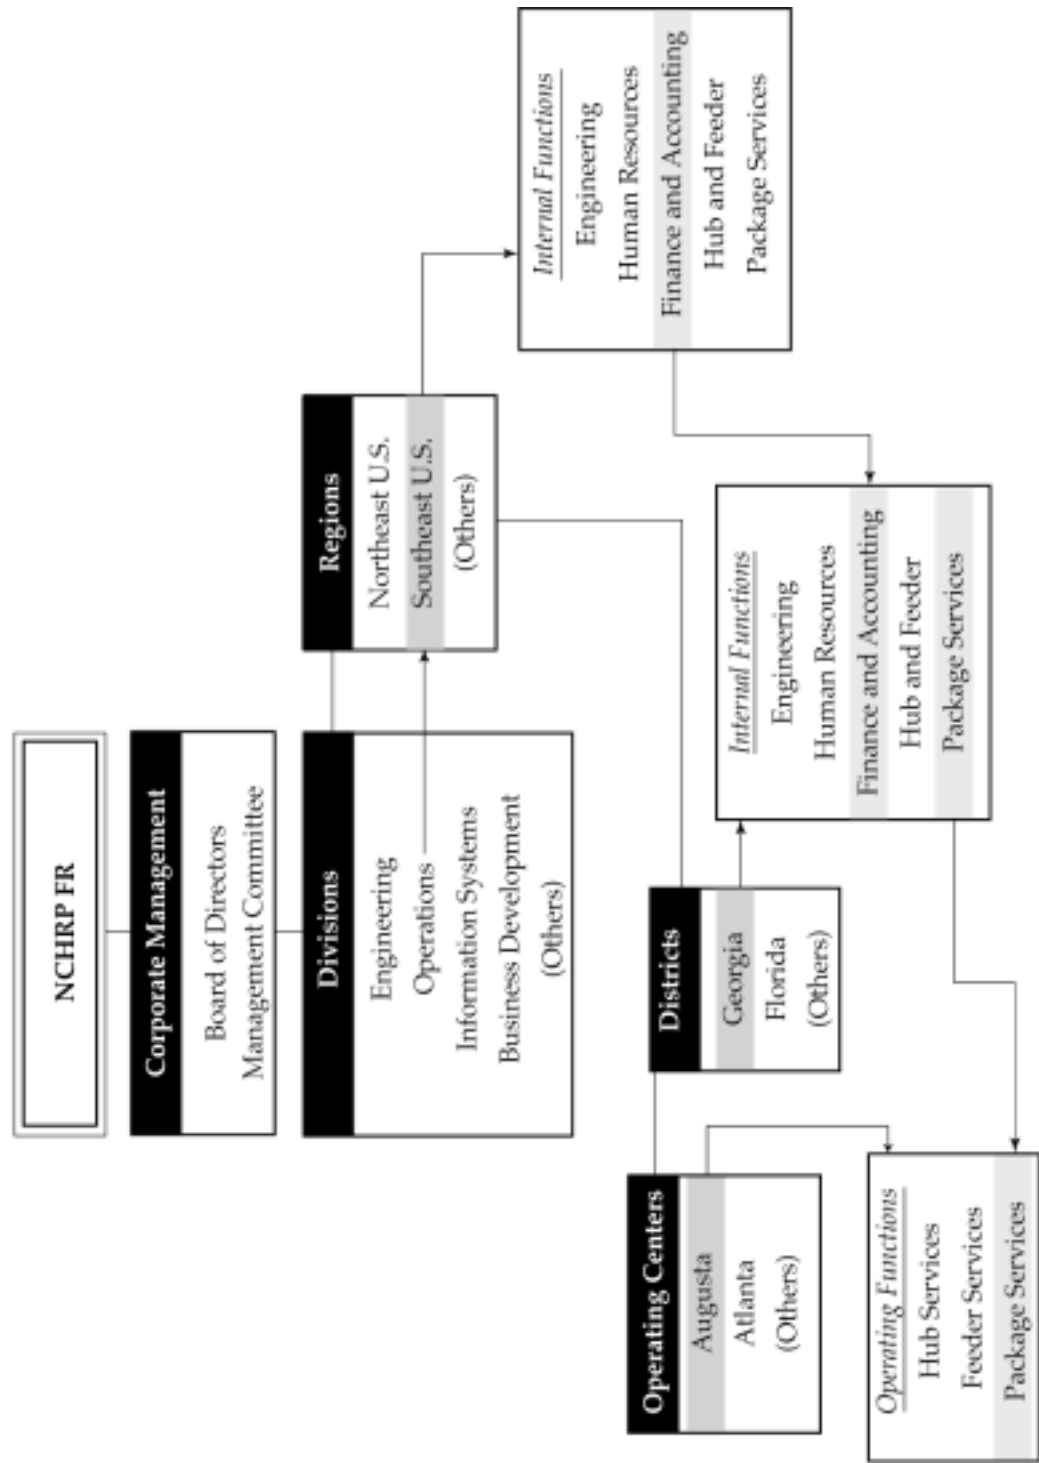 NCHRP FR
Corporate Management
Board of Directors
Management Committee
Divisions
Engineering
Operations
Information Systems
Business Development
(Others)
Regions
Northeast U.S.
Southeast U.S.
(Others)
Internal Functions
Engineering
Human Resources
Finance and Accounting
Hub and Feeder
Package Services
Districts
Georgia
Florida
(Others)
Internal Functions
Engineering
Human Resources
Finance and Accounting
Hub and Feeder
Package Services
Operating Centers
Augusta
Atlanta
(Others)
Operating Functions
Hub Services
Feeder Services
Package Services